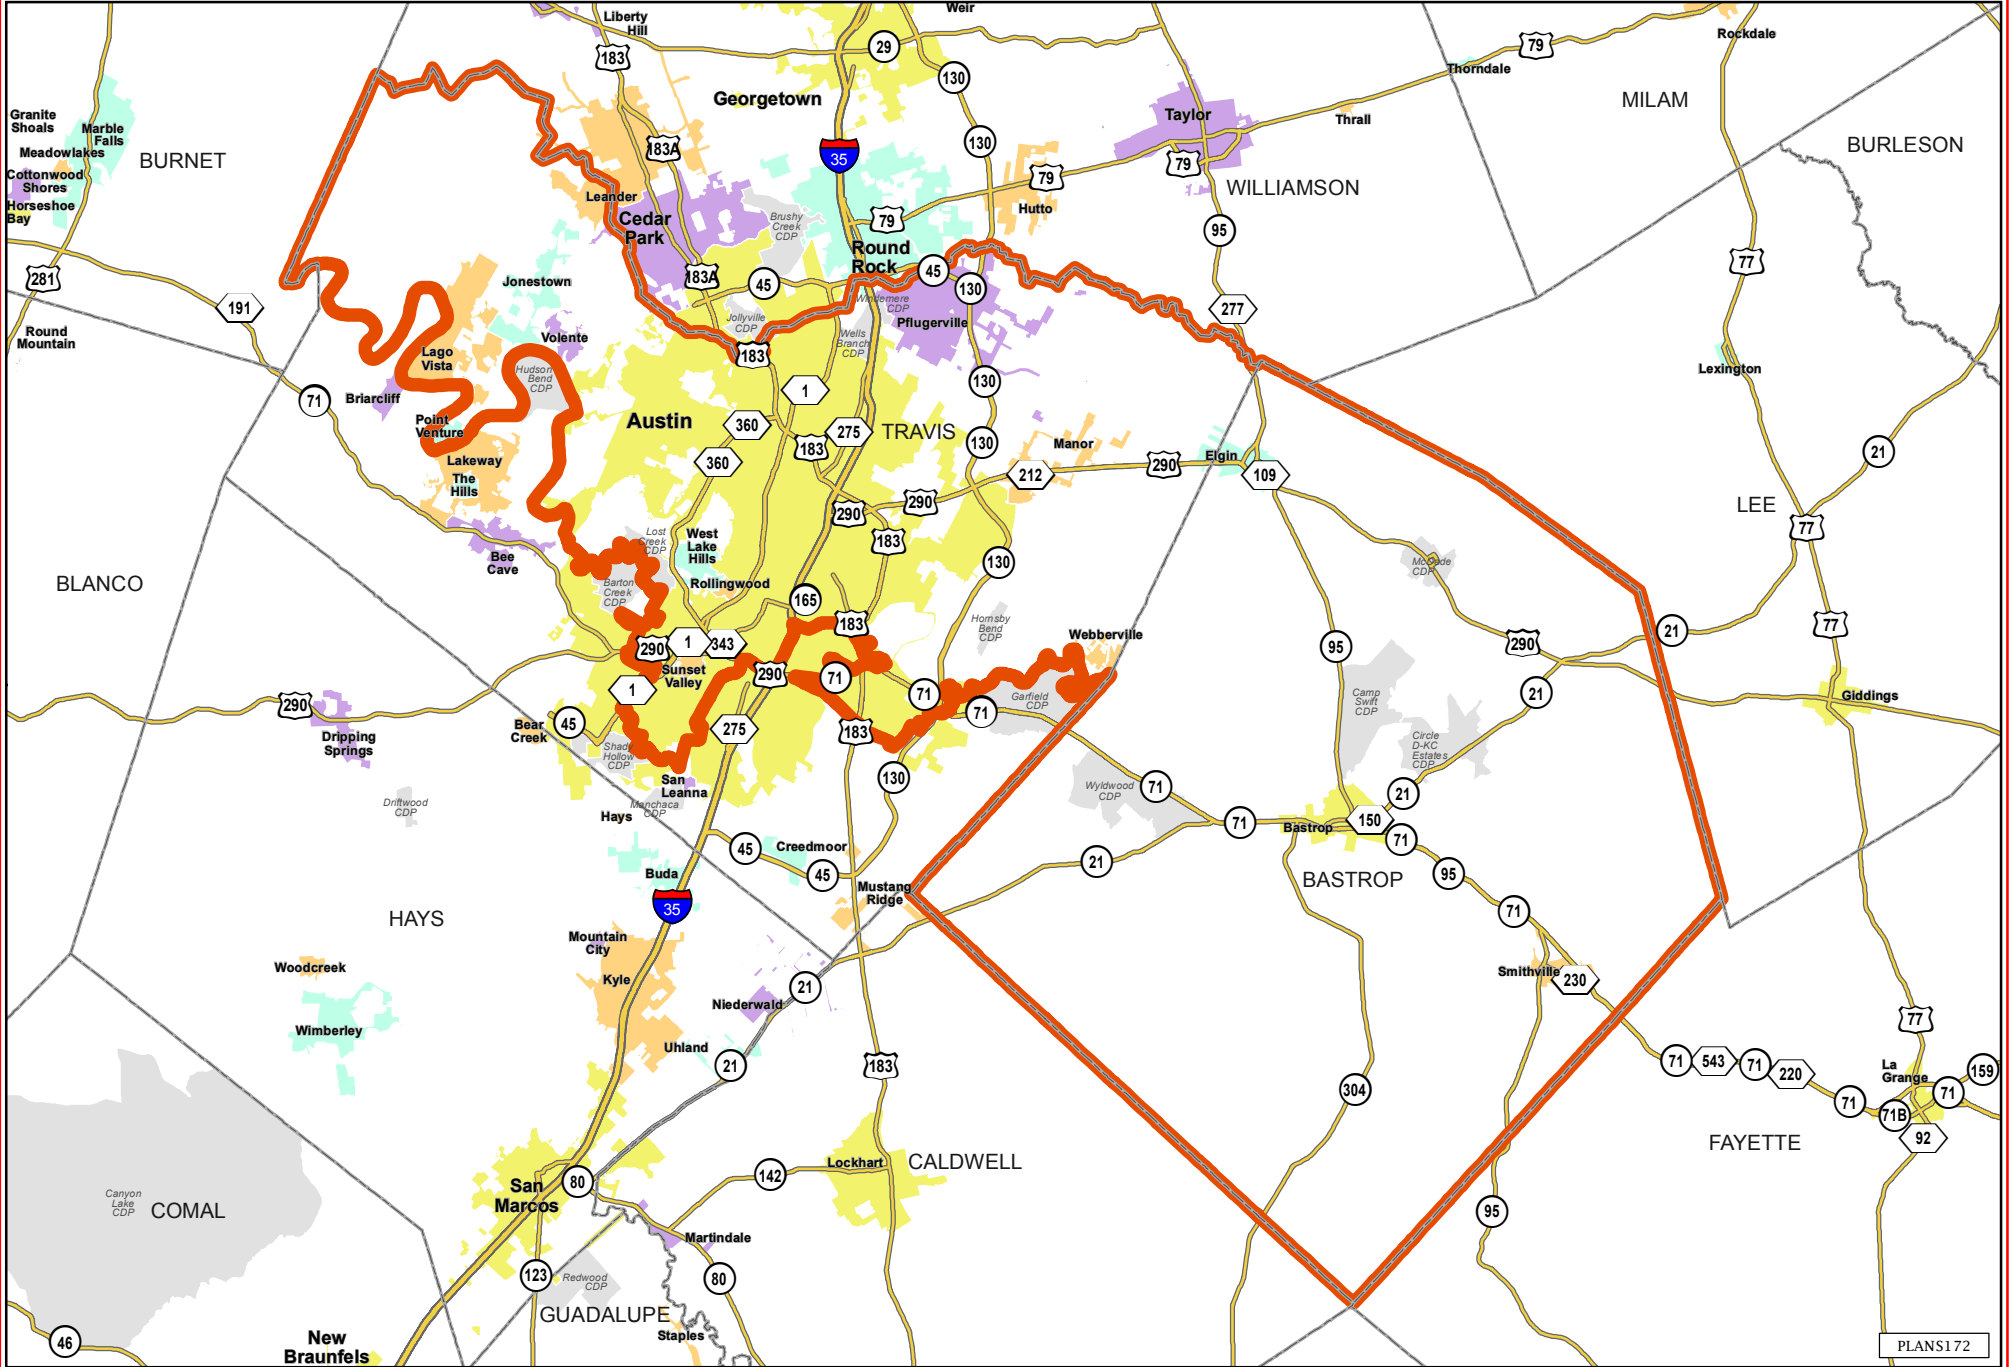 Liberty
Hill
Weir
Rockdale
183
29
79
130
Thorndale
Georgetown
MILAM
Granite
Shoals
Marble
Falls
Taylor
Thrall
Meadowlakes
BURNET
183A
35
130
79
BURLESON
Cottonwood
Shores
79
WILLIAMSON
Horseshoe
Bay
Leander
Cedar
Park
Brushy
Creek
CDP
79
Hutto
95
Round
Rock
77
281
Jonestown
183A
45
45
130
191
Windemere
CDP
277
Round
Mountain
Volente
Jollyville
CDP
Wells
Branch
CDP
Pflugerville
Lago
Vista
183
Lexington
Hudson
Bend
CDP
71
Briarcliff
1
130
Point
Venture
Austin
360
275
TRAVIS
183
130
Manor
21
Lakeway
The
Hills
360
212
290
Elgin
109
290
290
LEE
77
Lost
Creek
CDP
West
Lake
Hills
183
Bee
Cave
130
McDade
CDP
BLANCO
Barton
Creek
CDP
Rollingwood
165
183
Hornsby
Bend
CDP
Webberville
77
21
290
1
343
95
290
Sunset
Valley
290
71
1
71
Garfield
CDP
71
Camp
Swift
CDP
21
Giddings
290
Bear
Creek
45
275
183
Dripping
Springs
Shady
Hollow
CDP
Circle
D-KC
Estates
CDP
San
Leanna
130
Wyldwood
CDP
71
21
Driftwood
CDP
Manchaca
CDP
Hays
71
Bastrop
150
71
45
Creedmoor
21
Buda
45
95
BASTROP
Mustang
Ridge
35
71
HAYS
Mountain
City
Woodcreek
Kyle
Smithville
230
21
Niederwald
Wimberley
77
Uhland
21
183
71
543
71
220
La
Grange
159
304
71
71B
71
92
FAYETTE
Lockhart
CALDWELL
142
80
San
Marcos
Canyon
Lake
CDP
COMAL
95
Martindale
123
Redwood
CDP
80
GUADALUPE
Staples
46
New
Braunfels
PLANS172